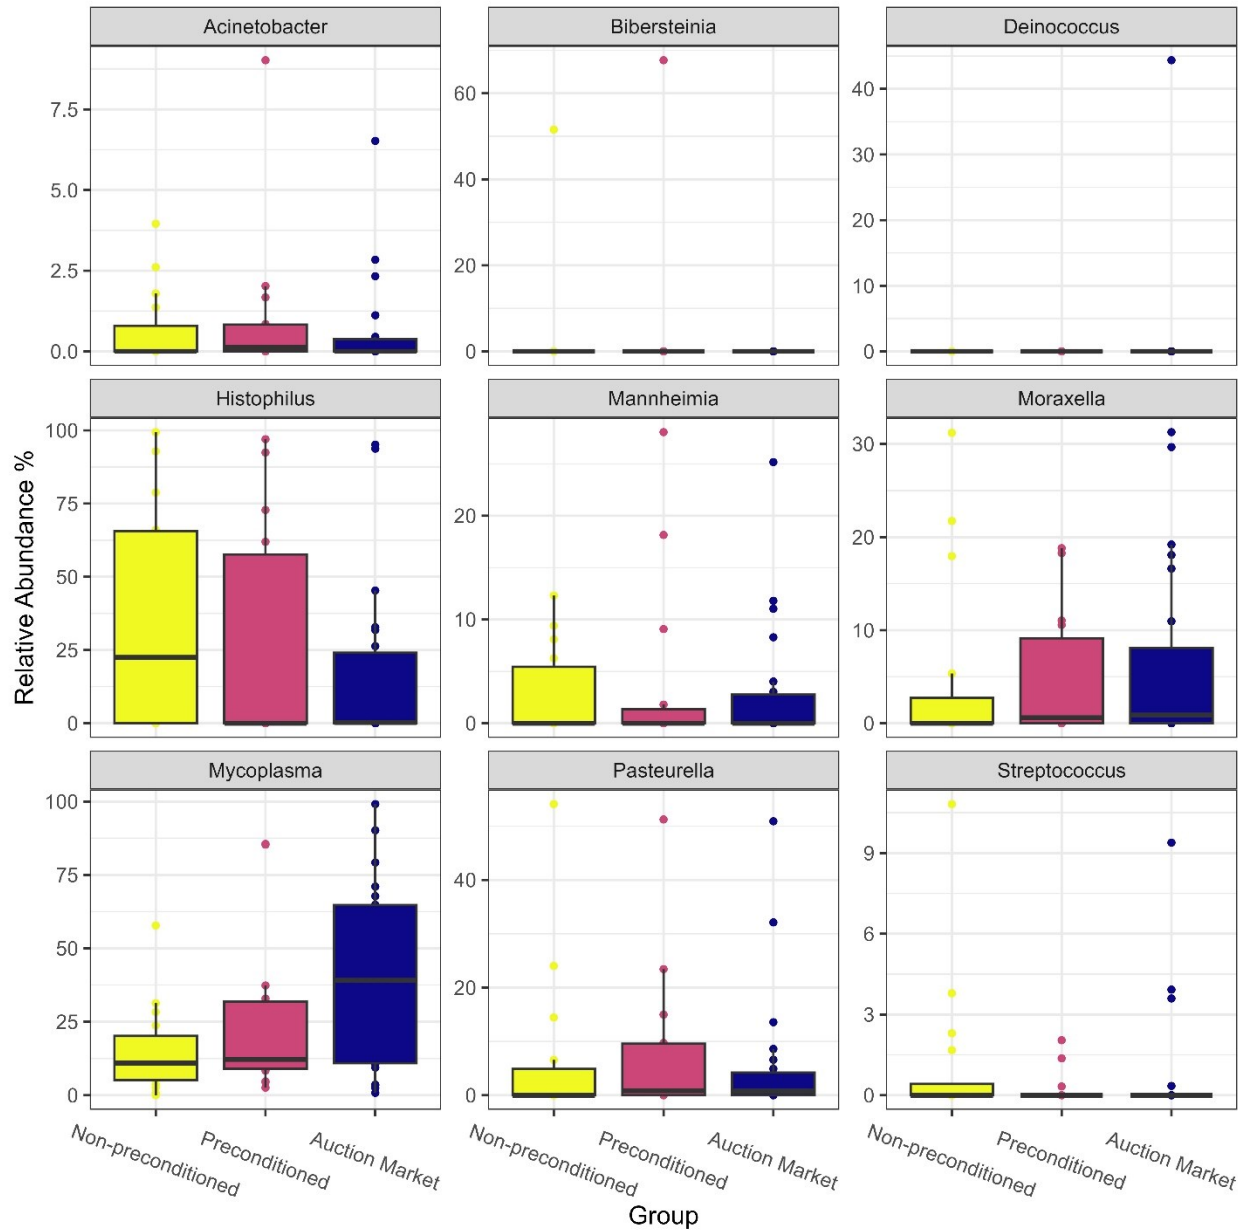 Acinetobacter
Bibersteinia
Deinococcus
7.5
5.0
2.5
0.0
60
40
20
0
40
30
20
10
0
Histophilus
Mannheimia
Moraxella
100
75
50
25
0
20
10
0
30
20
10
0
Relative Abundance %
Mycoplasma
Pasteurella
Streptococcus
100
75
50
25
0
40
20
0
9
6
3
0
Non-preconditioned
Preconditioned
Auction Market
Non-preconditioned
Preconditioned
Auction Market
Non-preconditioned
Preconditioned
Auction Market
Group